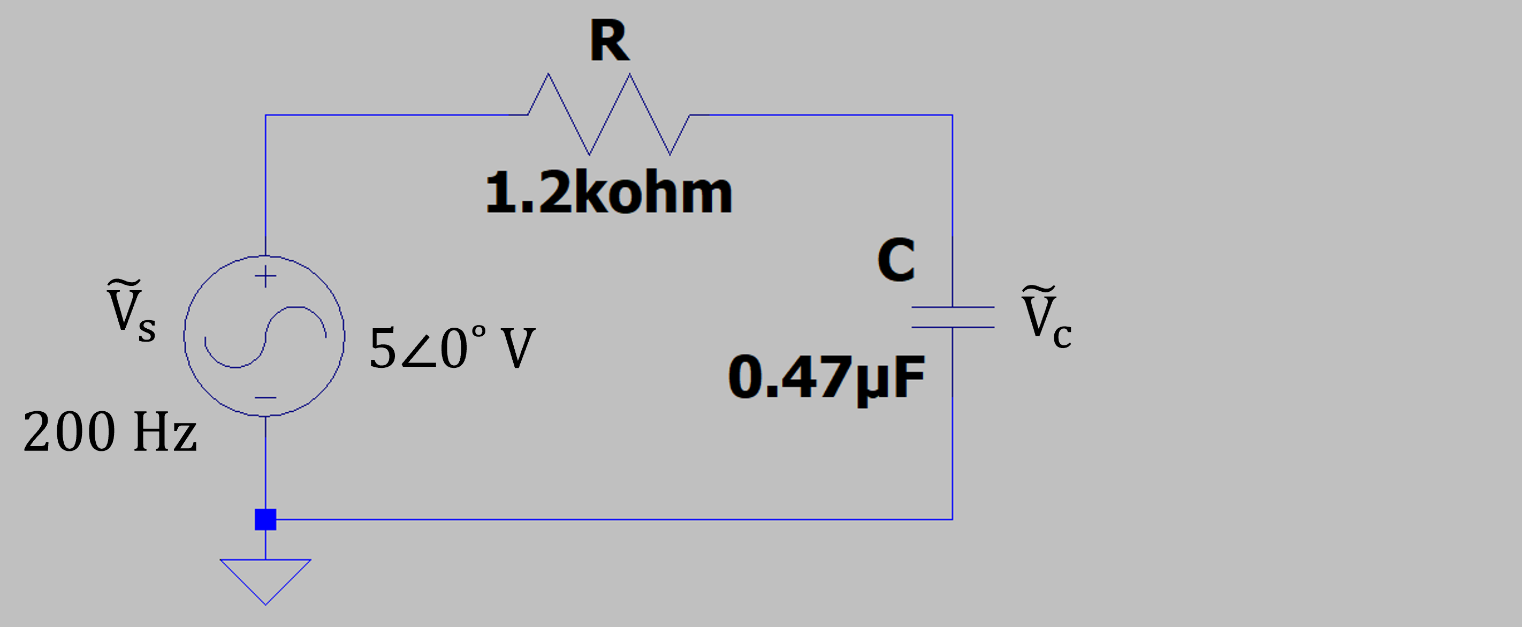 R
1.2kohm
C
Ṽs
5∠0° V
Ṽc
0.47µF
200 Hz